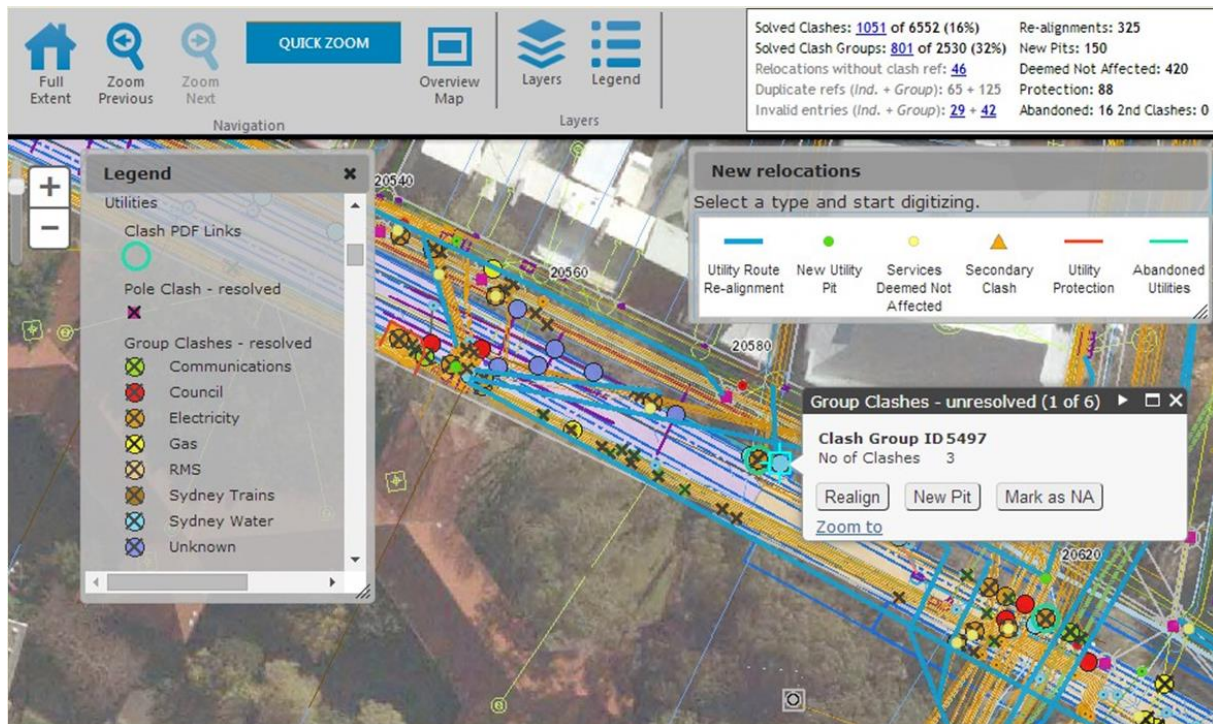 Full
Extent
Zoom
Previous
Zoom
Next
QUICK ZOOM
Overview
Map
Navigation
Layers
Legend
Layers
Solved Clashes: 1051 of 6552 (16%)
Solved Clash Groups: 801 of 2530 (32%)
Relocations without clash ref: 46
Duplicate refs (Ind. + Group): 65 + 125
Invalid entries (Ind. + Group): 29 + 42
Re-alignments: 325
New Pits: 150
Deemed Not Affected: 420
Protection: 88
Abandoned: 16 2nd Clashes: 0
Legend
Utilities
Clash PDF Links
Pole Clash - resolved
Group Clashes - resolved
Communications
Council
Electricity
Gas
RMS
Sydney Trains
Sydney Water
Unknown
New relocations
Select a type and start digitizing.
Utility Route
Re-alignment
New Utility
Pit
Services
Deemed Not
Affected
Secondary
Clash
Utility
Protection
Abandoned
Utilities
20540
20560
20580
Group Clashes - unresolved (1 of 6)
Clash Group ID 5497
No of Clashes 3
Realign
New Pit
Mark as NA
Zoom to
20620